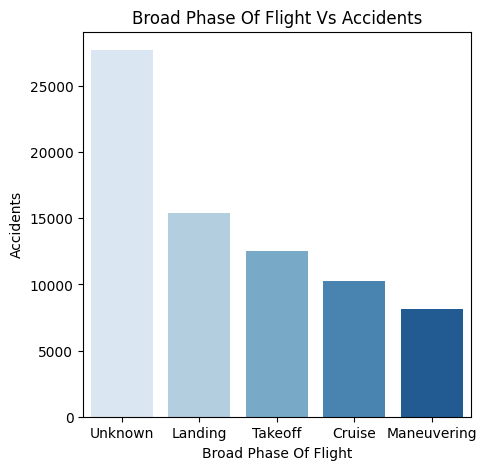 Broad Phase Of Flight Vs Accidents
Accidents
25000
20000
15000
10000
5000
0
Unknown Landing Takeoff Cruise Maneuvering
Broad Phase Of Flight